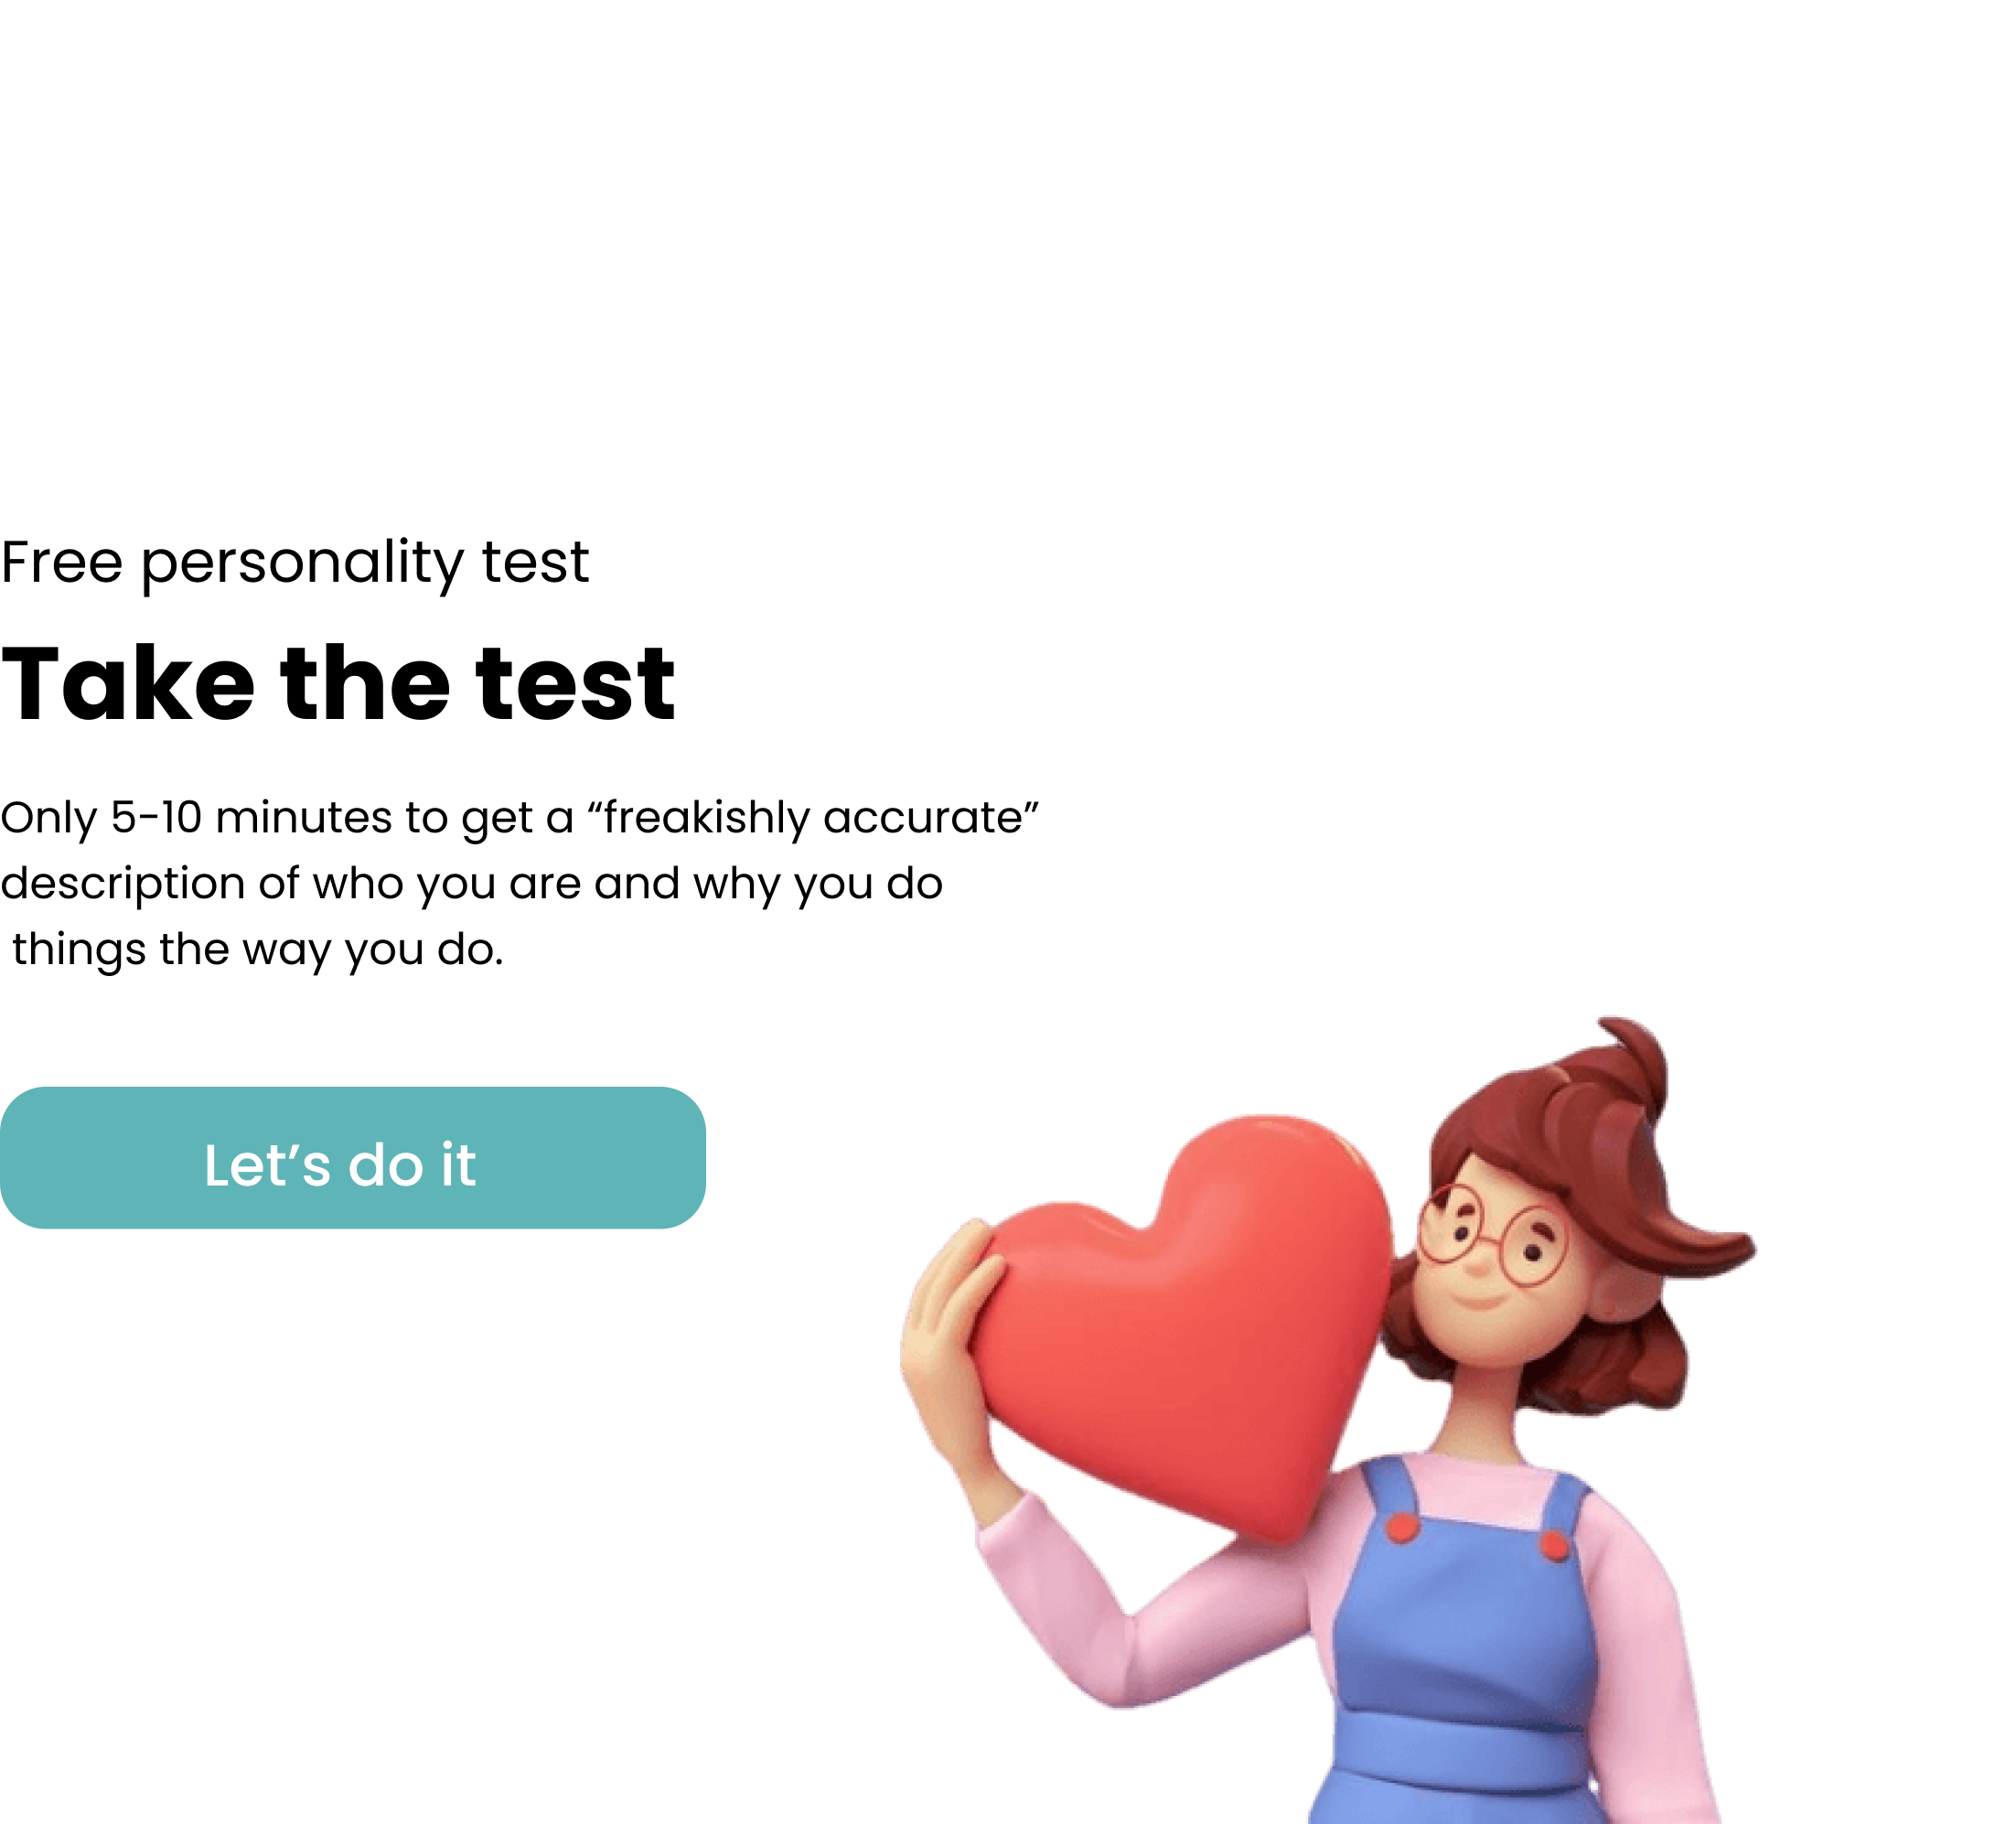 Free personality test
Take the test
Only 5-10 minutes to get a “freakishly accurate”
description of who you are and why you do
things the way you do.
Let’s do it